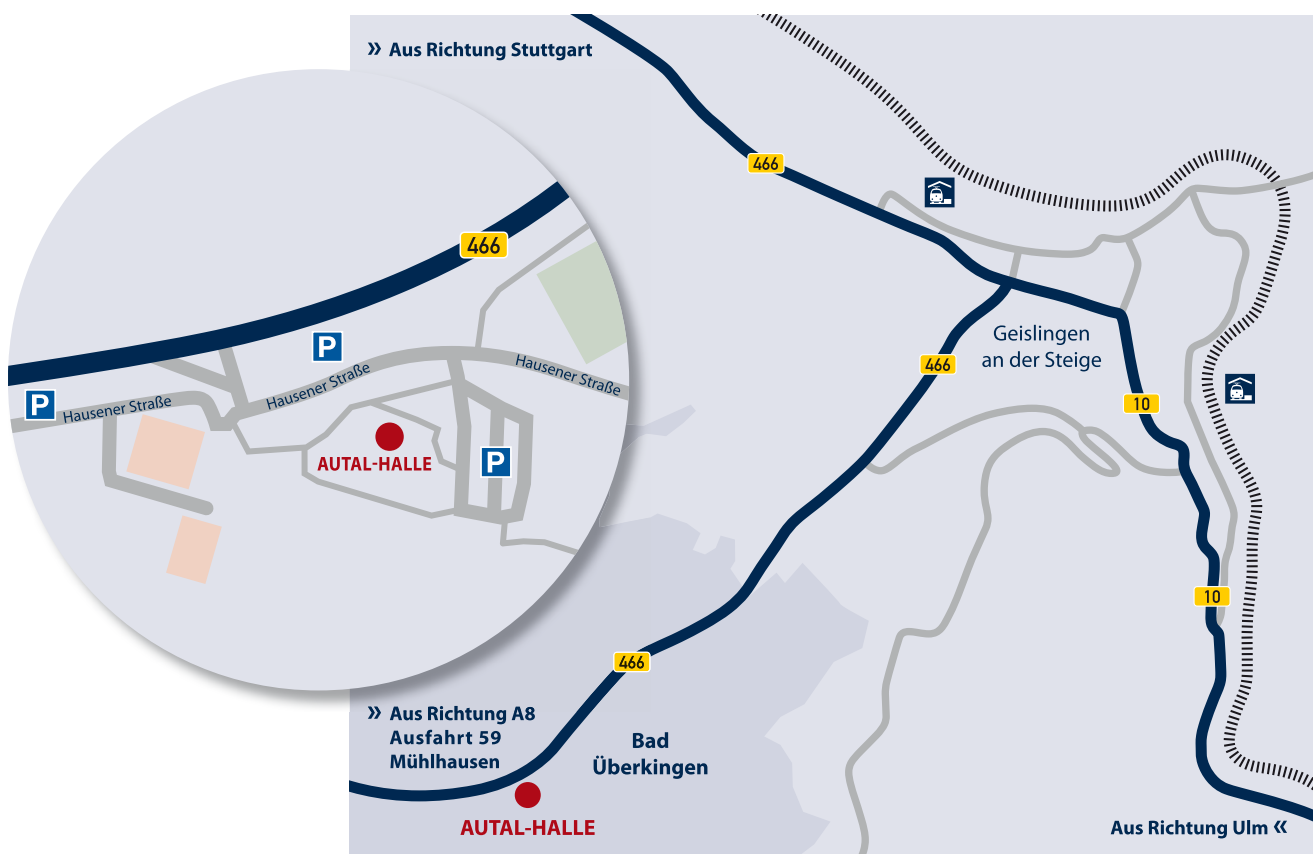 » Aus Richtung Stuttgart
466
466
P
Hausener Straße
P
Hausener Straße
Hausener Straße
AUTAL-HALLE
P
Geislingen
an der Steige
466
10
10
466
» Aus Richtung A8
Ausfahrt 59
Mühlhausen
Bad
Überkingen
AUTAL-HALLE
Aus Richtung Ulm «